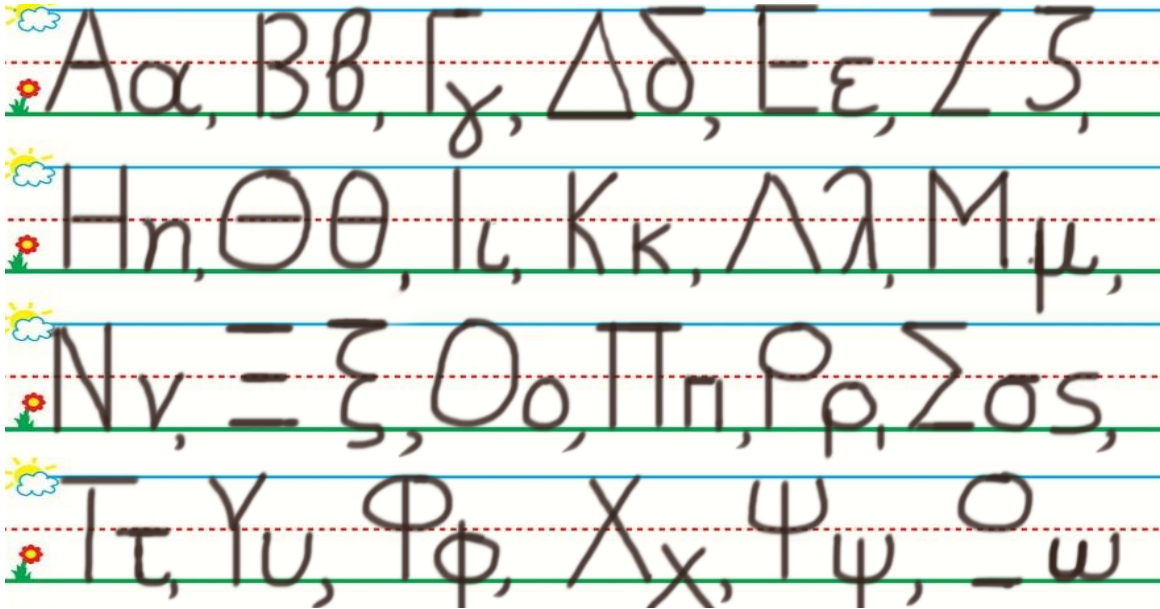 Αα, Ββ, Γγ, Δδ, Εε, Ζζ,
Ηη, Θθ, Ιι, Κκ, Λλ, Μμ,
Νν, Ξξ, Οο, Ππ, Ρρ, Σσς,
Ττ, Υυ, Φφ, Χχ, Ψψ, Ωω